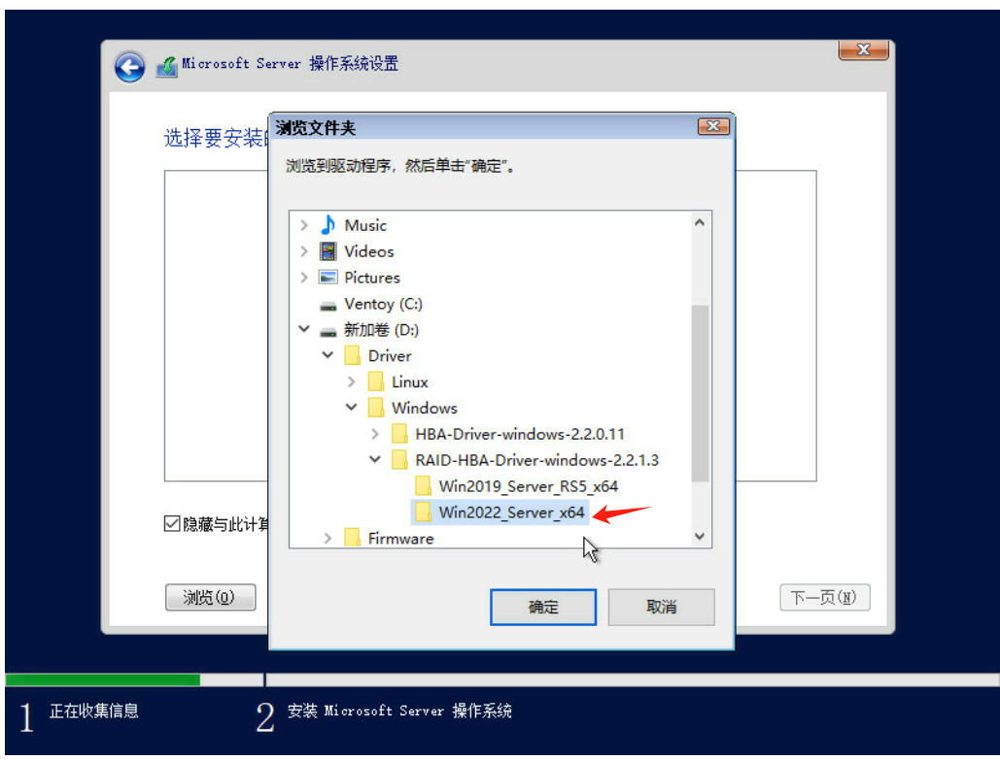 Microsoft Server 操作系统设置
选择要安装
浏览文件夹
浏览到驱动程序，然后单击“确定”。
Music
Videos
Pictures
Ventoy (C:)
新加卷 (D:)
Driver
Linux
Windows
HBA-Driver-windows-2.2.0.11
RAID-HBA-Driver-windows-2.2.1.3
Win2019_Server_RS5_x64
Win2022_Server_x64
Firmware
隐藏与此计算
浏览(O)
确定
取消
下一页(N)
1 正在收集信息
2 安装 Microsoft Server 操作系统